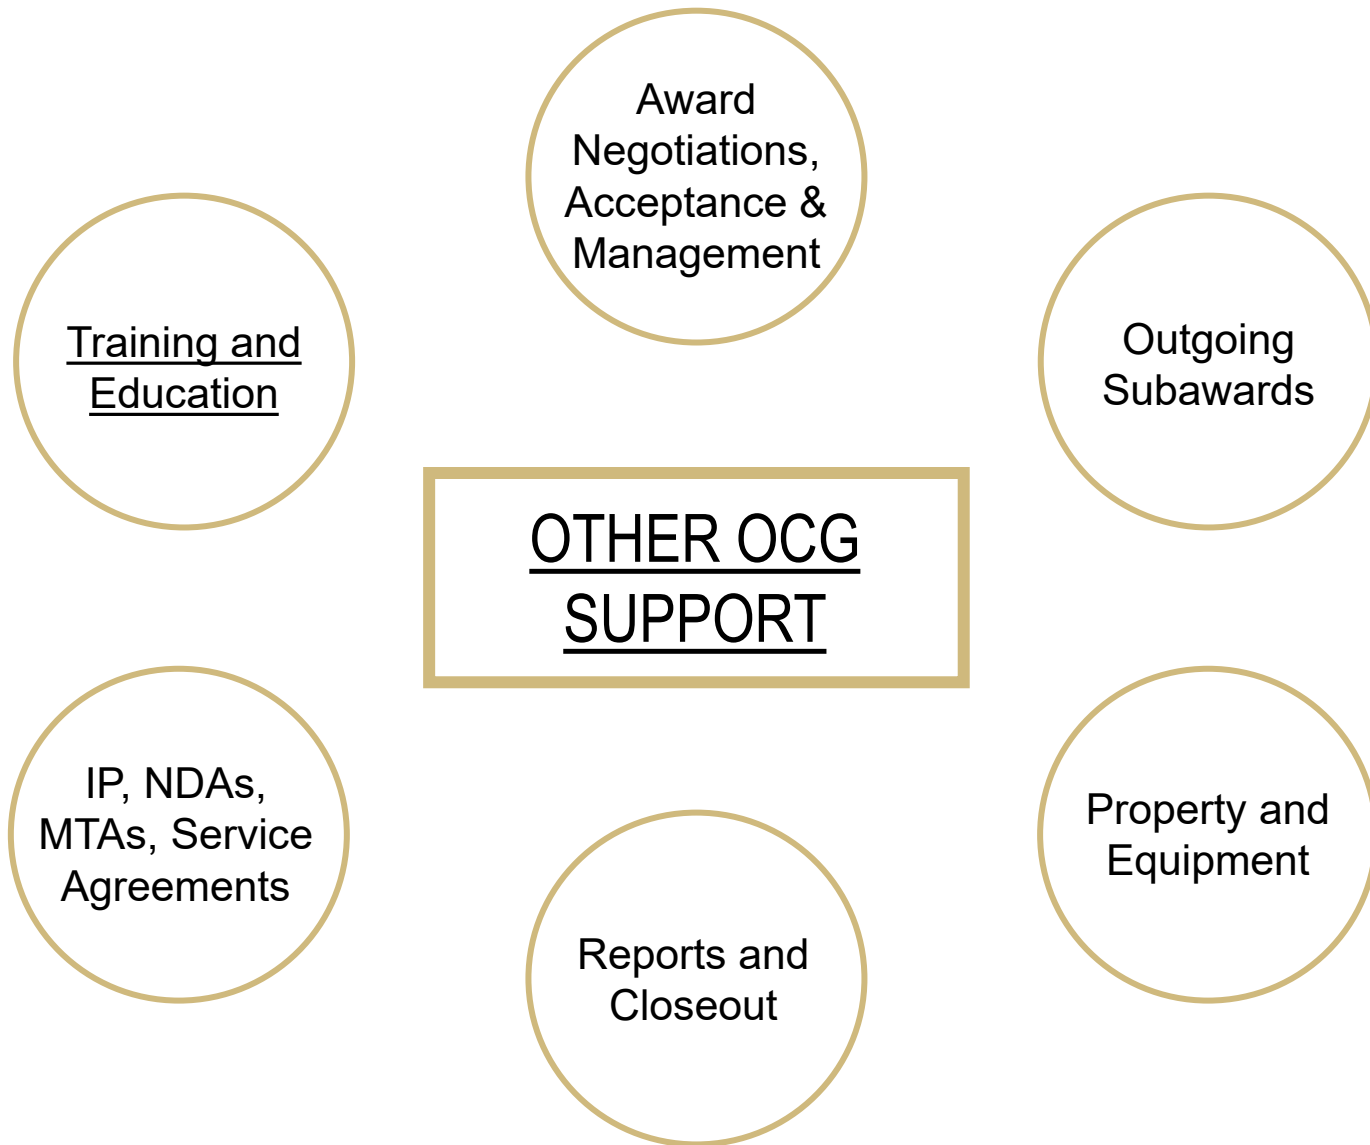 Award
Negotiations,
Acceptance &
Management
Training and
Education
Outgoing
Subawards
OTHER OCG
SUPPORT
IP, NDAs,
MTAs, Service
Agreements
Property and
Equipment
Reports and
Closeout